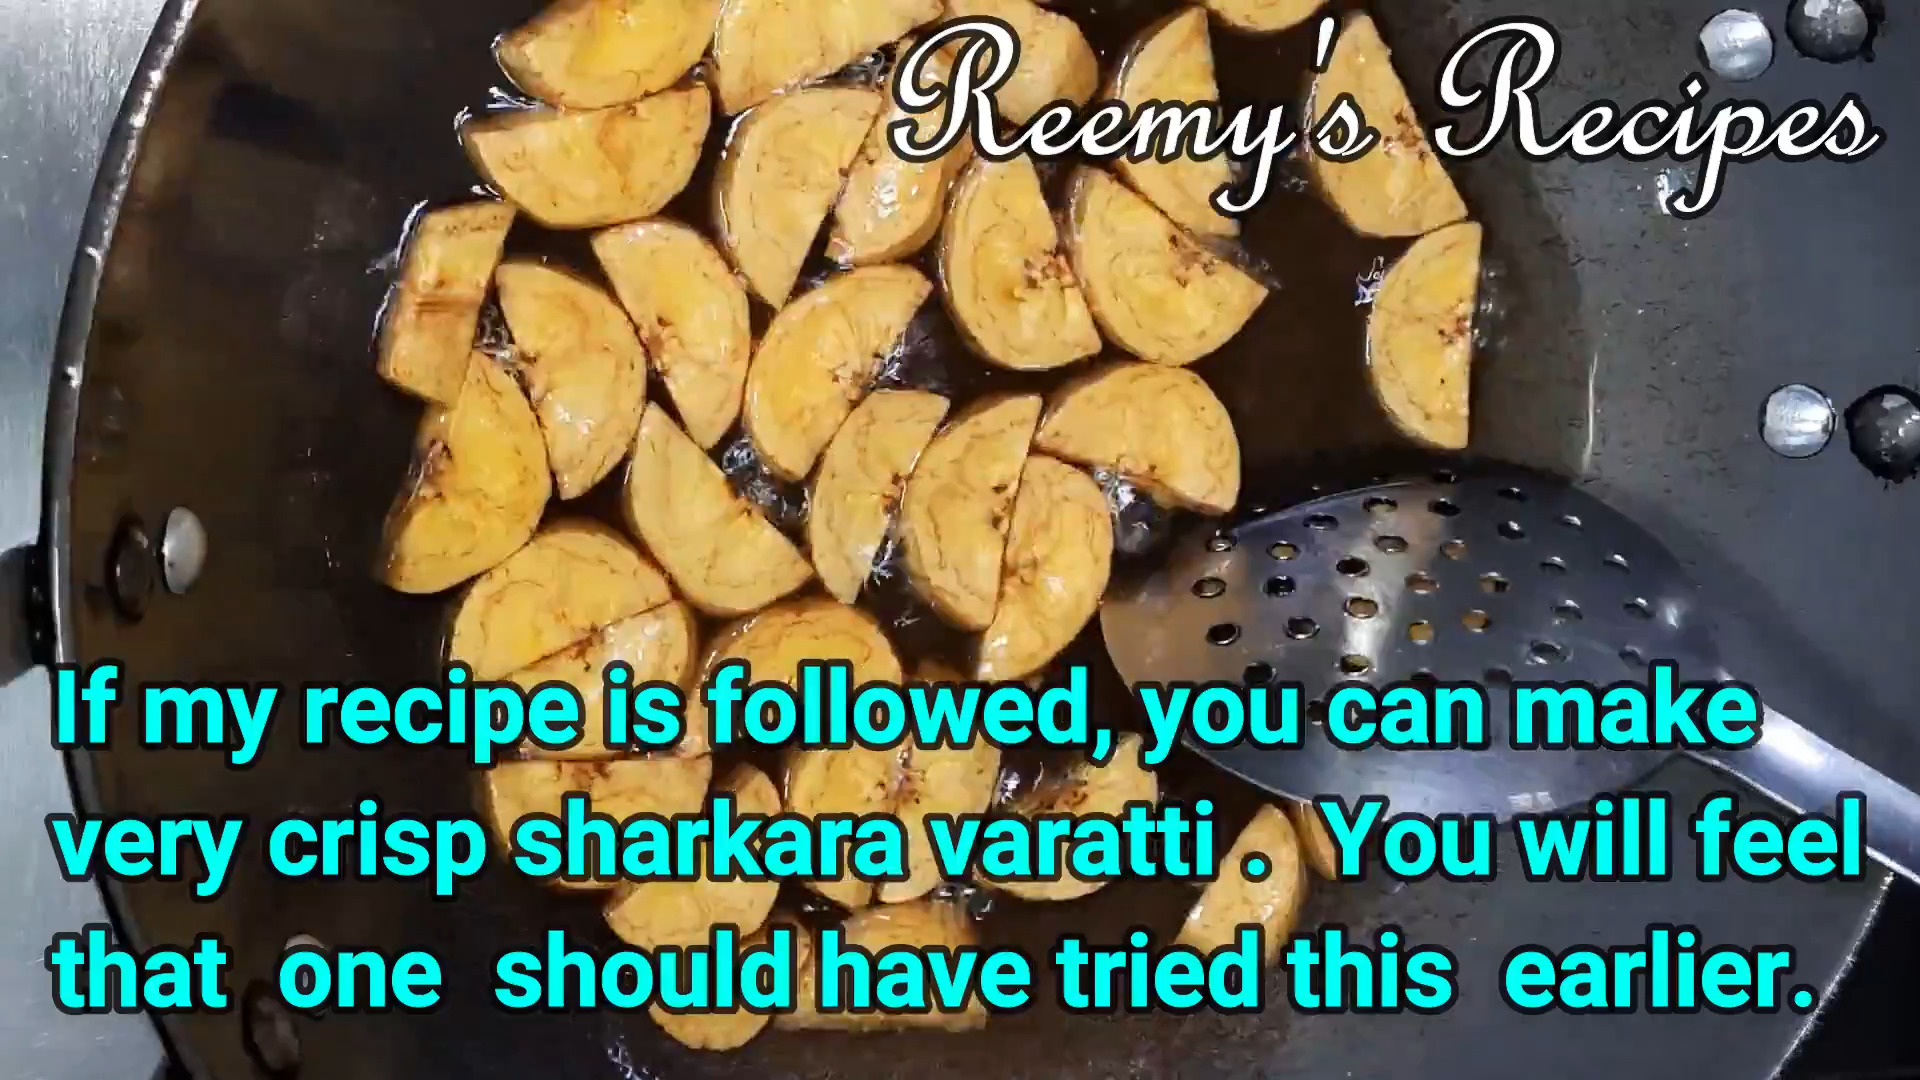 Reemy's Recipes
If my recipe is followed, you can make
very crisp sharkara varatti . You will feel
that one should have tried this earlier.